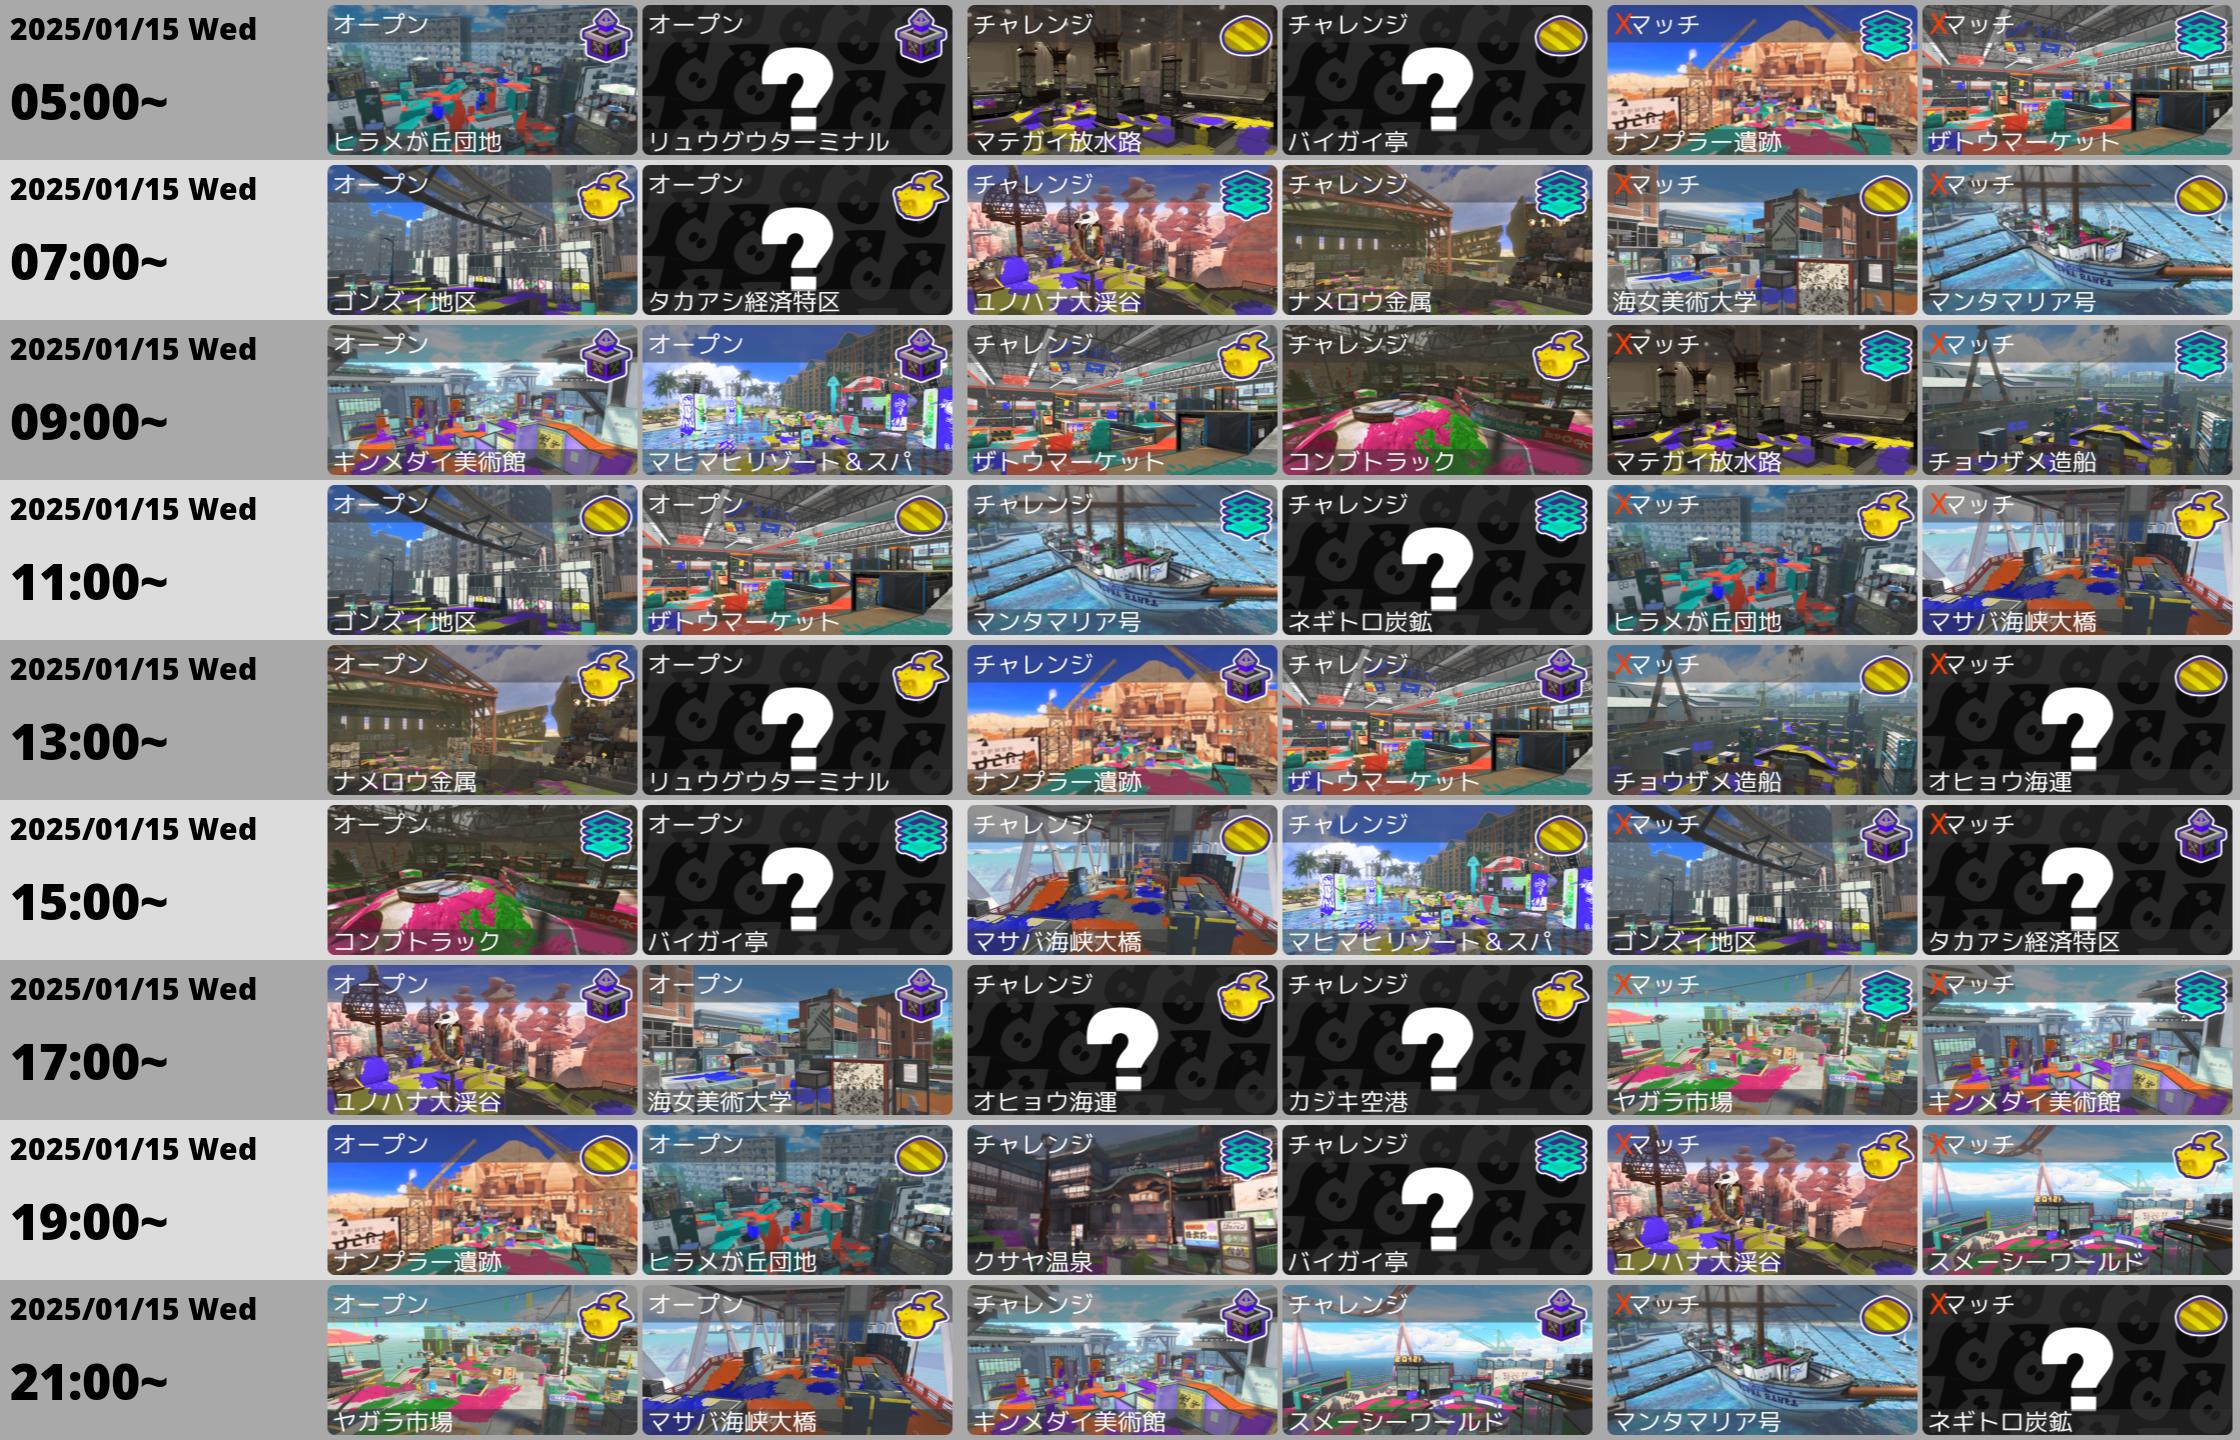 2025/01/15 Wed
05:00~
オープン
ヒラメが丘団地
オープン
リュウグウターミナル
チャレンジ
マテガイ放水路
チャレンジ
バイガイ亭
Xマッチ
ナンプラー遺跡
Xマッチ
ザトウマーケット
2025/01/15 Wed
07:00~
オープン
ゴンズイ地区
オープン
タカアシ経済特区
チャレンジ
ユノハナ大渓谷
チャレンジ
ナメロウ金属
Xマッチ
海女美術大学
Xマッチ
マンタマリア号
2025/01/15 Wed
09:00~
オープン
キンメダイ美術館
オープン
マヒマヒリゾート&スパ
チャレンジ
ザトウマーケット
チャレンジ
コンブトラック
Xマッチ
マテガイ放水路
Xマッチ
チョウザメ造船
2025/01/15 Wed
11:00~
オープン
ゴンズイ地区
オープン
ザトウマーケット
チャレンジ
マンタマリア号
チャレンジ
ネギトロ炭鉱
Xマッチ
ヒラメが丘団地
Xマッチ
マサバ海峡大橋
2025/01/15 Wed
13:00~
オープン
ナメロウ金属
オープン
リュウグウターミナル
チャレンジ
ナンプラー遺跡
チャレンジ
ザトウマーケット
Xマッチ
チョウザメ造船
Xマッチ
オヒョウ海運
2025/01/15 Wed
15:00~
オープン
コンブトラック
オープン
バイガイ亭
チャレンジ
マサバ海峡大橋
チャレンジ
マヒマヒリゾート&スパ
Xマッチ
ゴンズイ地区
Xマッチ
タカアシ経済特区
2025/01/15 Wed
17:00~
オープン
ユノハナ大渓谷
オープン
海女美術大学
チャレンジ
オヒョウ海運
チャレンジ
カジキ空港
Xマッチ
ヤガラ市場
Xマッチ
キンメダイ美術館
2025/01/15 Wed
19:00~
オープン
ナンプラー遺跡
オープン
ヒラメが丘団地
チャレンジ
クサヤ温泉
チャレンジ
バイガイ亭
Xマッチ
ユノハナ大渓谷
Xマッチ
スメーシーワールド
2025/01/15 Wed
21:00~
オープン
ヤガラ市場
オープン
マサバ海峡大橋
チャレンジ
キンメダイ美術館
チャレンジ
スメーシーワールド
Xマッチ
マンタマリア号
Xマッチ
ネギトロ炭鉱